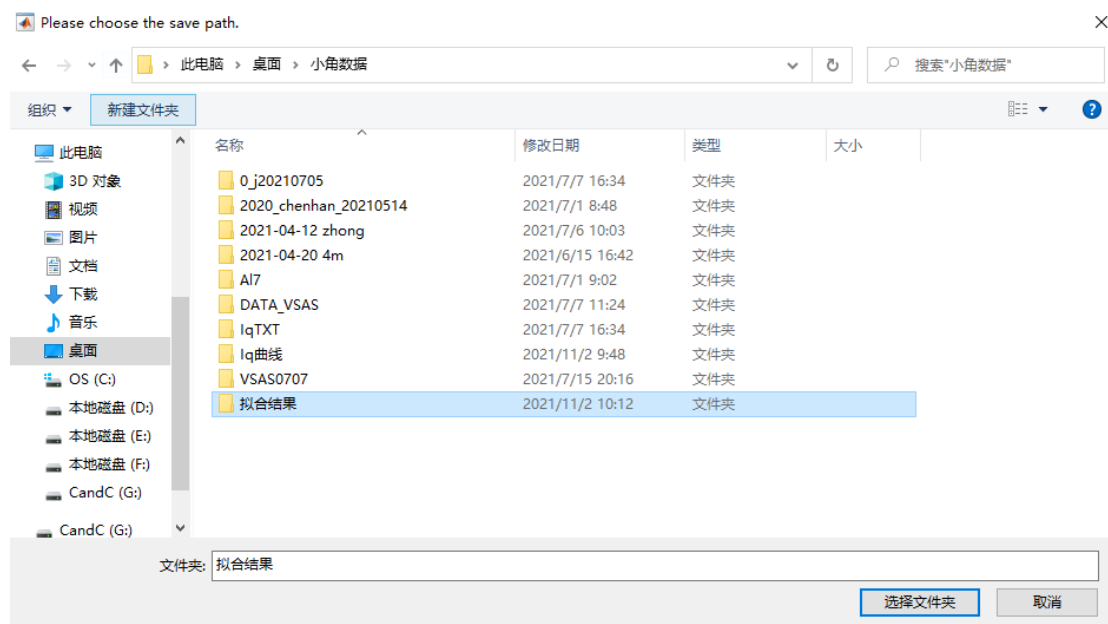 Please choose the save path.
此电脑 › 桌面 › 小角数据
搜索"小角数据"
组织 新建文件夹
名称 修改日期 类型 大小
此电脑
3D 对象
视频
图片
文档
下载
音乐
桌面
OS (C:)
本地磁盘 (D:)
本地磁盘 (E:)
本地磁盘 (F:)
CandC (G:)
CandC (G:)
0_j20210705 2021/7/7 16:34 文件夹
2020_chenhan_20210514 2021/7/1 8:48 文件夹
2021-04-12 zhong 2021/7/6 10:03 文件夹
2021-04-20 4m 2021/6/15 16:42 文件夹
Al7 2021/7/1 9:02 文件夹
DATA_VSAS 2021/7/7 11:24 文件夹
IqTXT 2021/7/7 16:34 文件夹
Iq曲线 2021/11/2 9:48 文件夹
VSAS0707 2021/7/15 20:16 文件夹
拟合结果 2021/11/2 10:12 文件夹
文件夹: 拟合结果
选择文件夹 取消